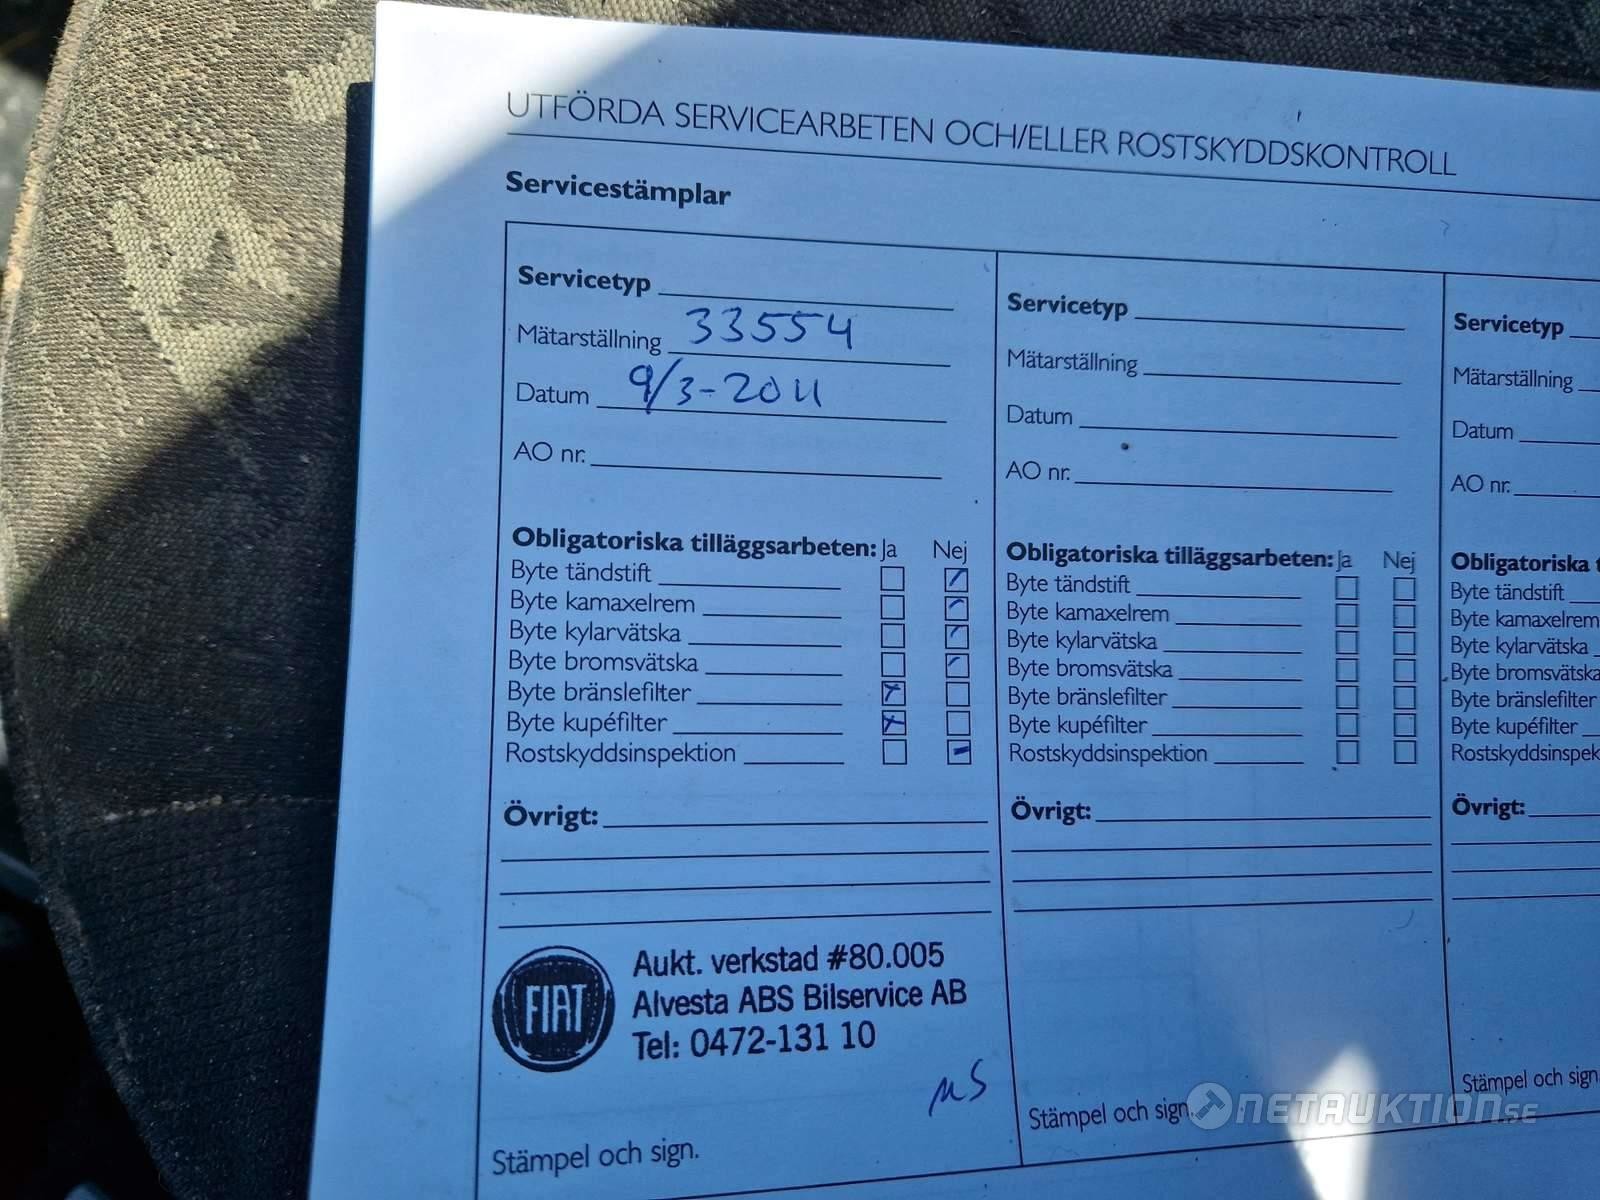 UTFÖRDA SERVICEARBETEN OCH/ELLER ROSTSKYDDSKONTROLL
Servicestämplar
Servicetyp
Mätarställning 33554
Datum 9/3-2011
AO nr.
Obligatoriska tilläggsarbeten: Ja Nej
Byte tändstift
Byte kamaxelrem
Byte kylarvätska
Byte bromsvätska
Byte bränslefilter
Byte kupéfilter
Rostskyddsinspektion
Övrigt:
FIAT
Aukt. verkstad #80.005
Alvesta ABS Bilservice AB
Tel: 0472-131 10
MS
Stämpel och sign.
Servicetyp
Mätarställning
Datum
AO nr.
Obligatoriska tilläggsarbeten: Ja Nej
Byte tändstift
Byte kamaxelrem
Byte kylarvätska
Byte bromsvätska
Byte bränslefilter
Byte kupéfilter
Rostskyddsinspektion
Övrigt:
Stämpel och sign.
Servicetyp
Mätarställning
Datum
AO nr.
Obligatoriska t
Byte tändstift
Byte kamaxelrem
Byte kylarvätska
Byte bromsvätska
Byte bränslefilter
Byte kupéfilter
Rostskyddsinspek
Övrigt:
Stämpel och sign
NETAUKTION.SE